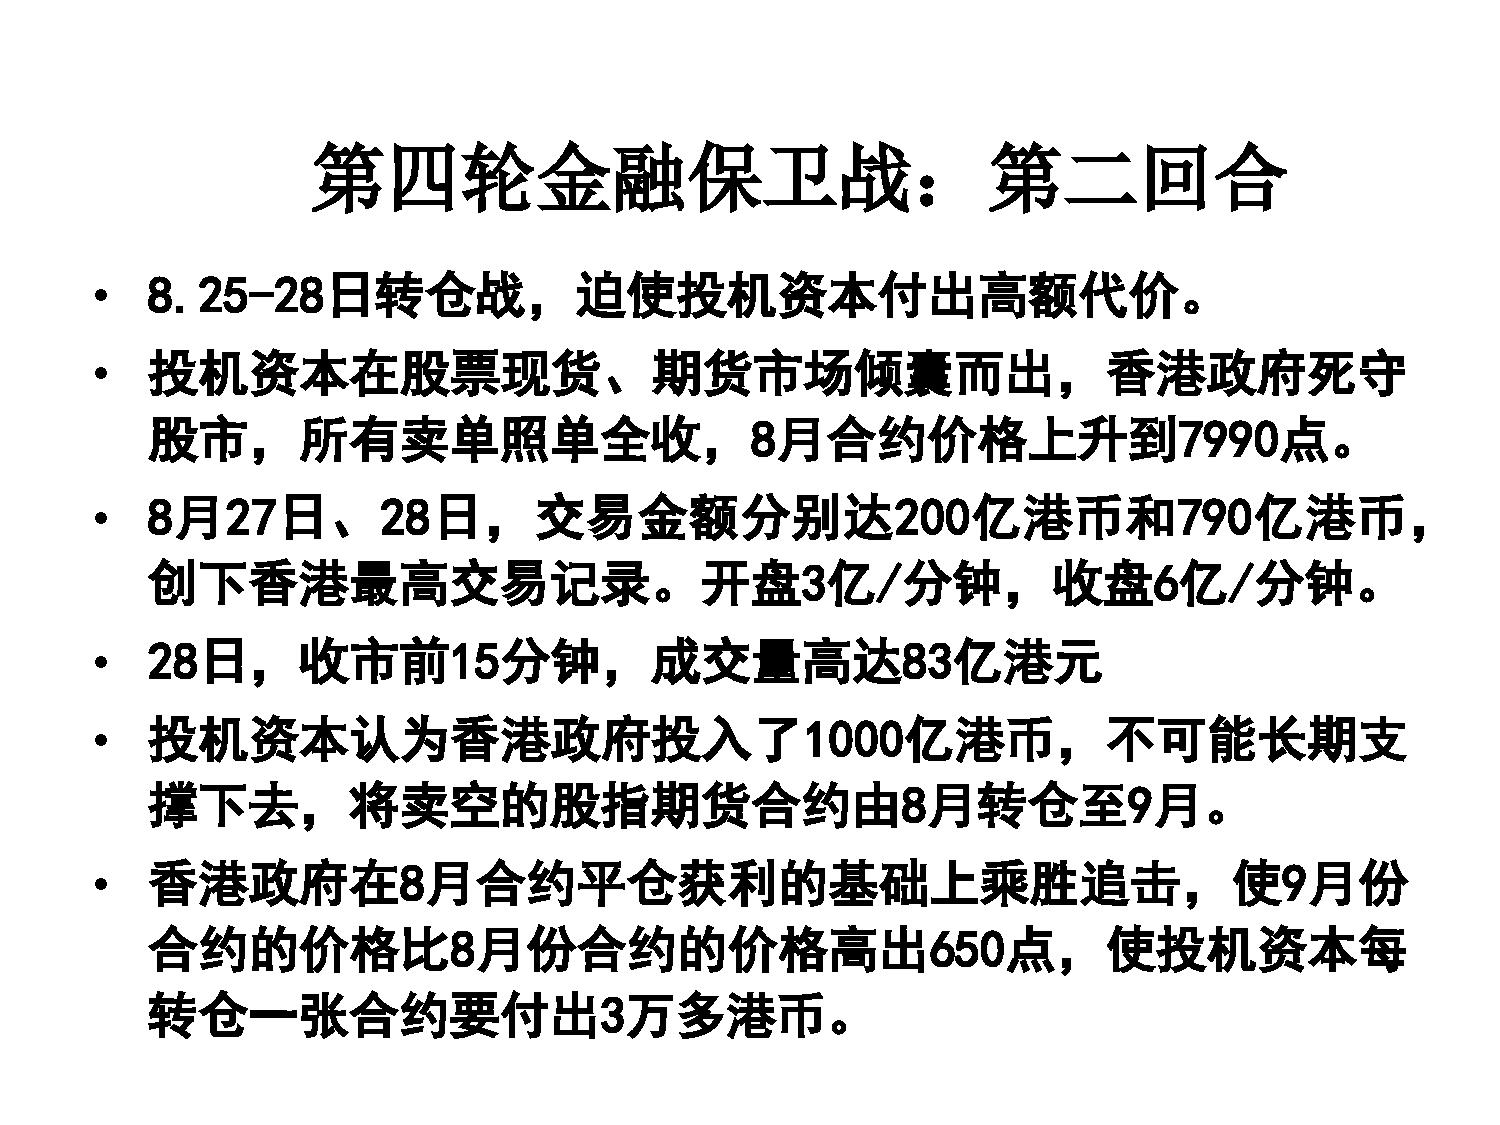 第四轮金融保卫战：第二回合
• 8.25-28日转仓战，迫使投机资本付出高额代价。
• 投机资本在股票现货、期货市场倾囊而出，香港政府死守
股市，所有卖单照单全收，8月合约价格上升到7990点。
• 8月27日、28日，交易金额分别达200亿港币和790亿港币，
创下香港最高交易记录。开盘3亿/分钟，收盘6亿/分钟。
• 28日，收市前15分钟，成交量高达83亿港元
• 投机资本认为香港政府投入了1000亿港币，不可能长期支
撑下去，将卖空的股指期货合约由8月转仓至9月。
• 香港政府在8月合约平仓获利的基础上乘胜追击，使9月份
合约的价格比8月份合约的价格高出650点，使投机资本每
转仓一张合约要付出3万多港币。